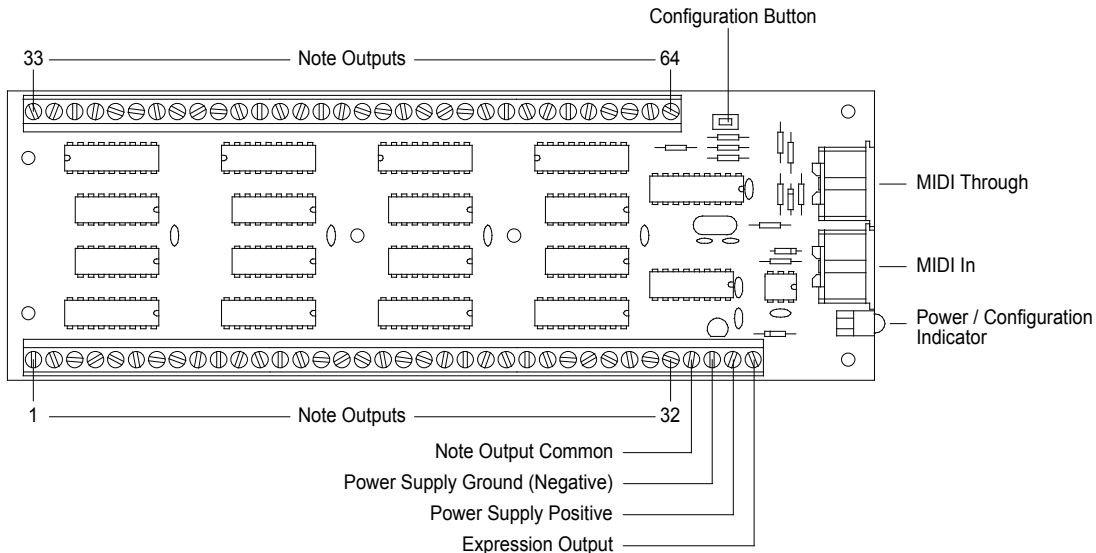 Configuration Button
33 Note Outputs 64
MIDI Through
MIDI In
Power / Configuration
Indicator
1 Note Outputs 32
Note Output Common
Power Supply Ground (Negative)
Power Supply Positive
Expression Output